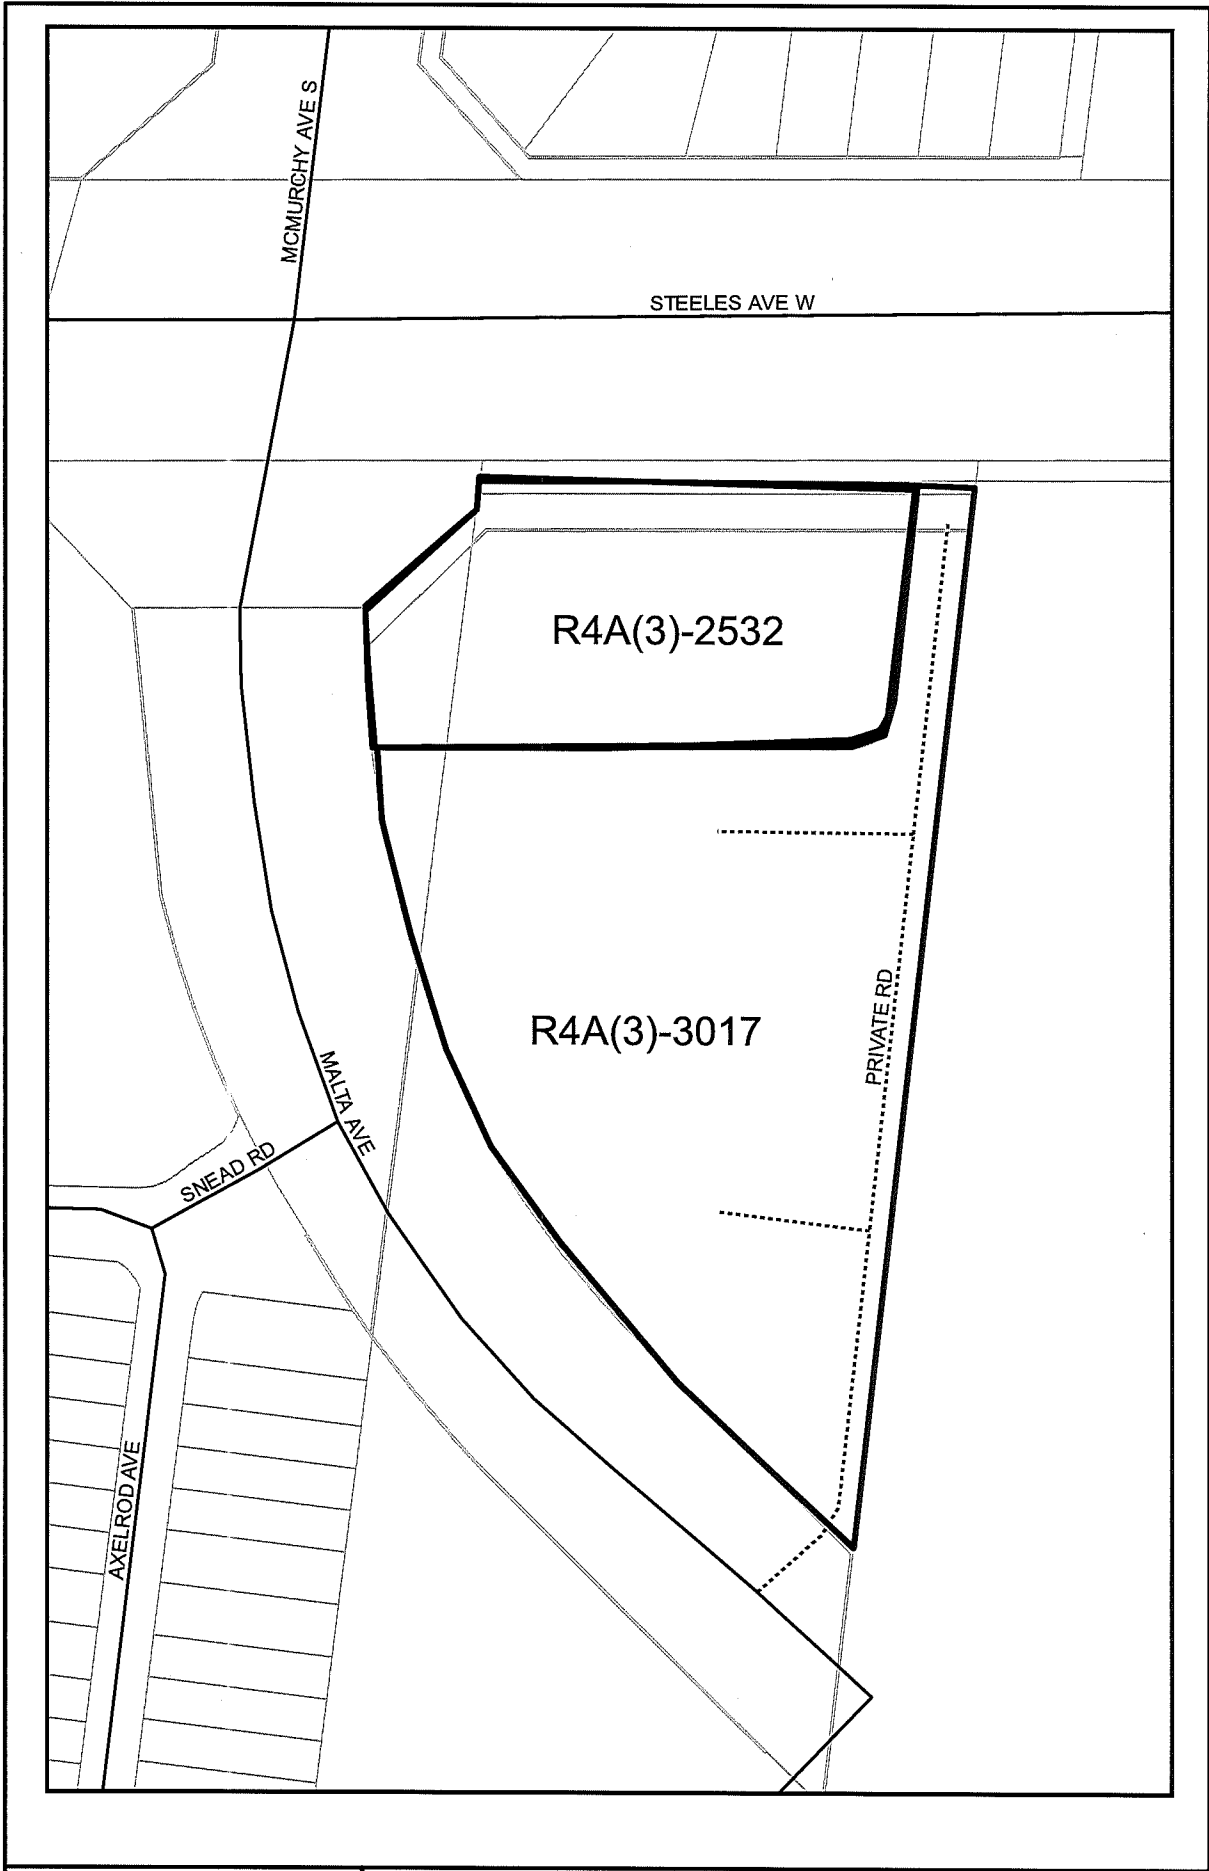 MCMURCHY AVE S
STEELES AVE W
R4A(3)-2532
PRIVATE RD
R4A(3)-3017
MALTA AVE
SNEAD RD
AXELROD AVE